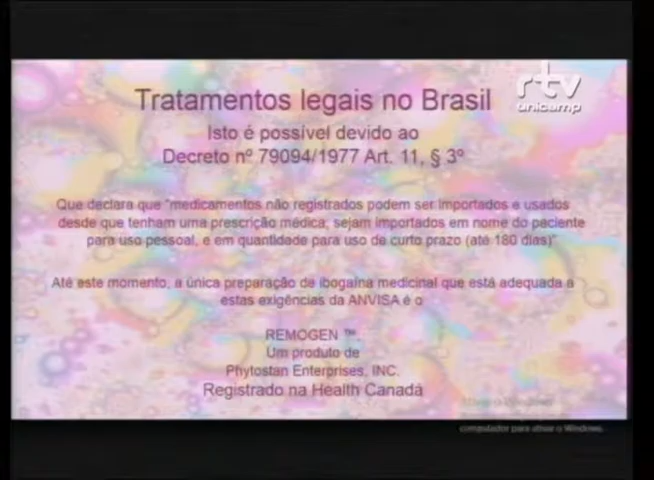 rtv
unicamp
Tratamentos legais no Brasil
Isto é possível devido ao
Decreto nº 79094/1977 Art. 11, § 3º
Que declara que "medicamentos não registrados podem ser importados e usados
desde que tenham uma prescrição médica, sejam importados em nome do paciente
para uso pessoal, e em quantidade para uso de curto prazo (até 180 dias)"
Até este momento, a única preparação de ibogaína medicinal que está adequada a
estas exigências da ANVISA é o
REMOGEN ™.
Um produto de
Phytostan Enterprises, INC.
Registrado na Health Canadá
computador para ativar o Windows.